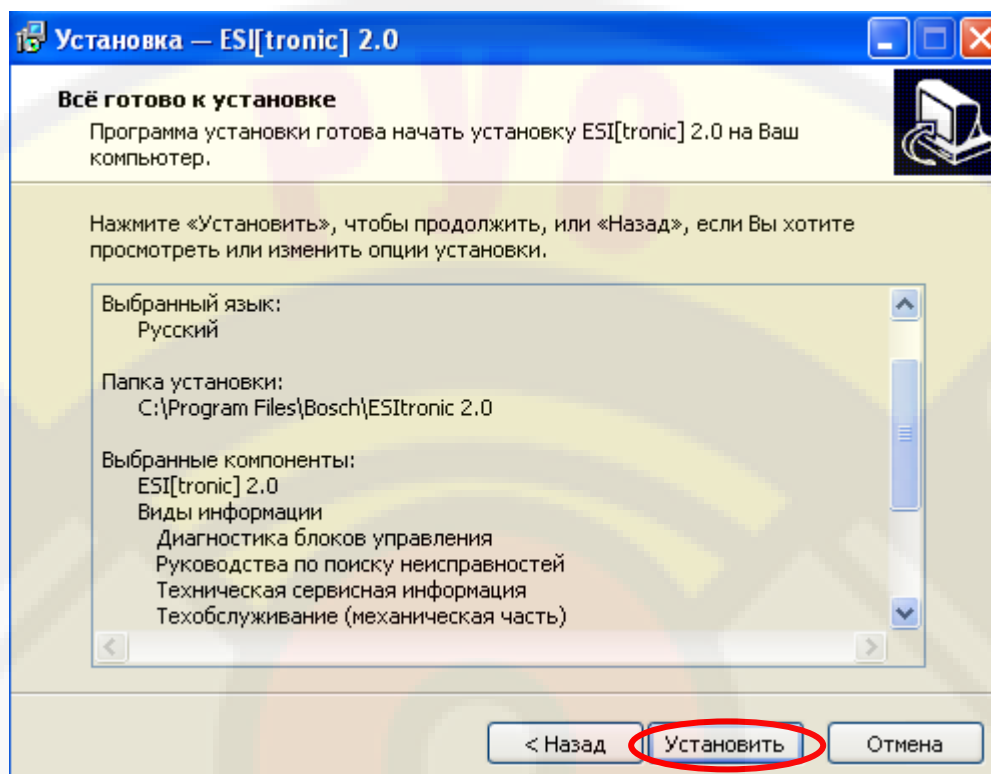 Установка — ESI[tronic] 2.0
Всё готово к установке
Программа установки готова начать установку ESI[tronic] 2.0 на Ваш
компьютер.
РУС
Нажмите «Установить», чтобы продолжить, или «Назад», если Вы хотите
просмотреть или изменить опции установки.
Выбранный язык:
Русский
Папка установки:
C:\Program Files\Bosch\ESItronic 2.0
Выбранные компоненты:
ESI[tronic] 2.0
Виды информации
Диагностика блоков управления
Руководства по поиску неисправностей
Техническая сервисная информация
Техобслуживание (механическая часть)
< Назад
Установить
Отмена